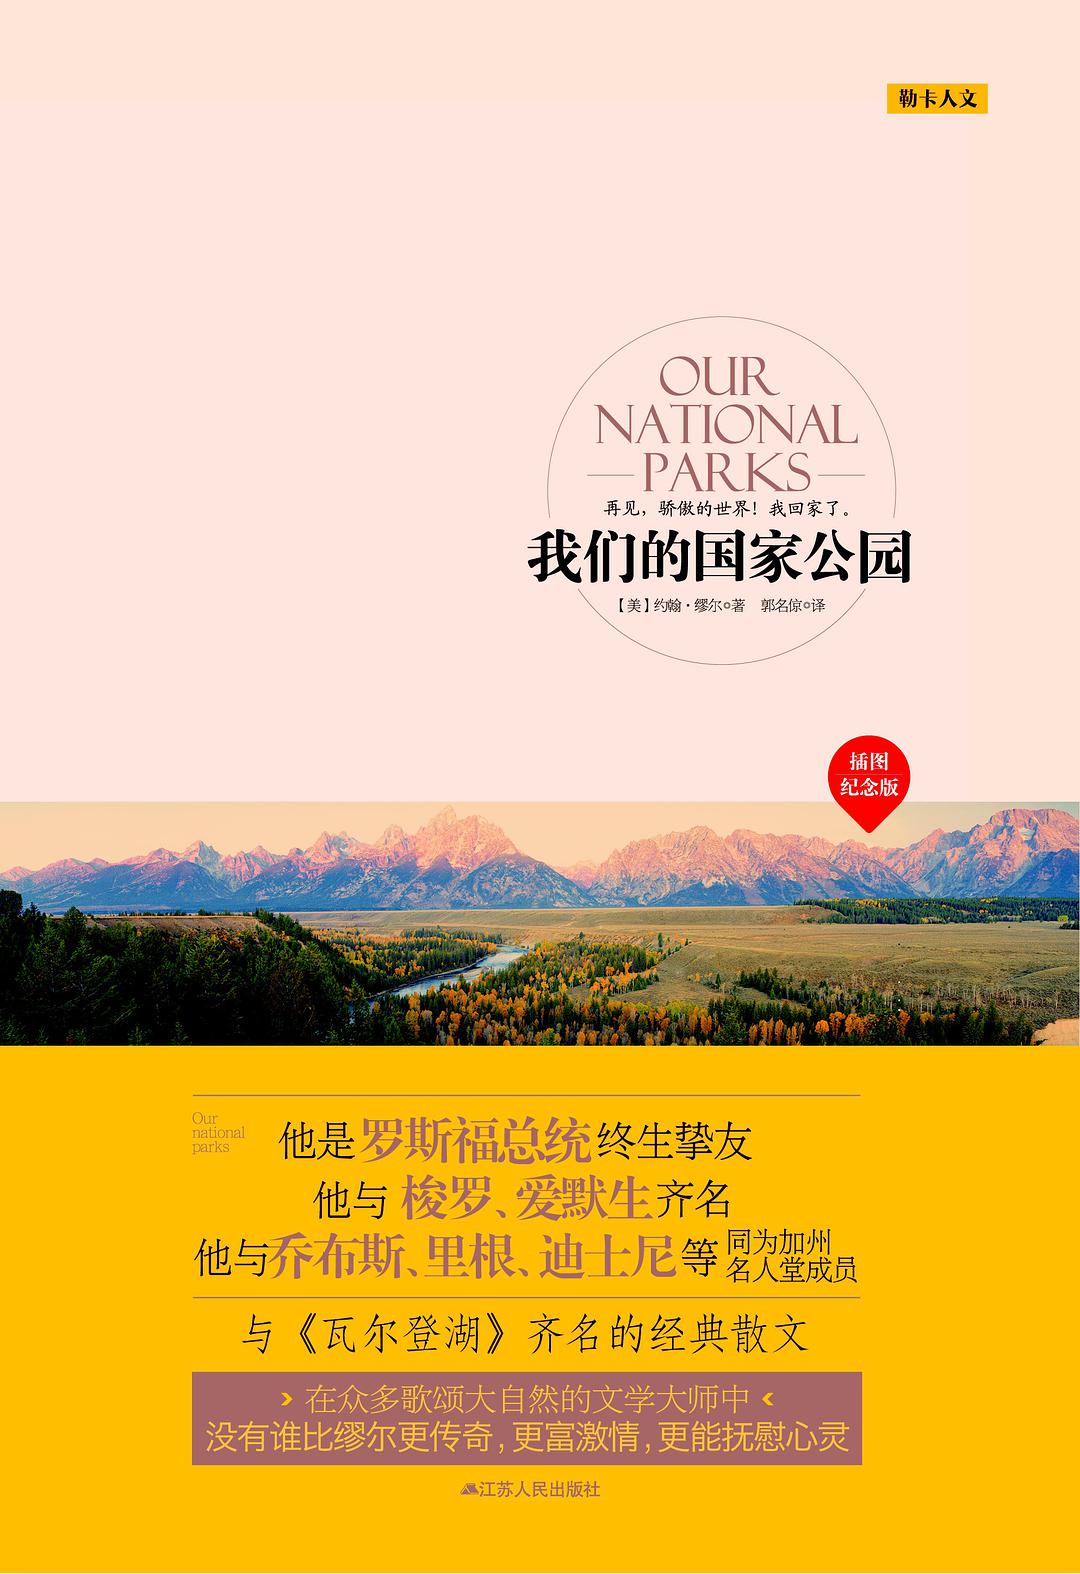 勒卡人文
OUR
NATIONAL
PARKS
再见，骄傲的世界！我回家了。
我们的国家公园
【美】约翰·缪尔◎著 郭名倞◎译
插图
纪念版
Our
national
parks
他是罗斯福总统终生挚友
他与 梭罗、爱默生齐名
他与乔布斯、里根、迪士尼等 同为加州
名人堂成员
与《瓦尔登湖》齐名的经典散文
› 在众多歌颂大自然的文学大师中 ‹
没有谁比缪尔更传奇，更富激情，更能抚慰心灵
江苏人民出版社